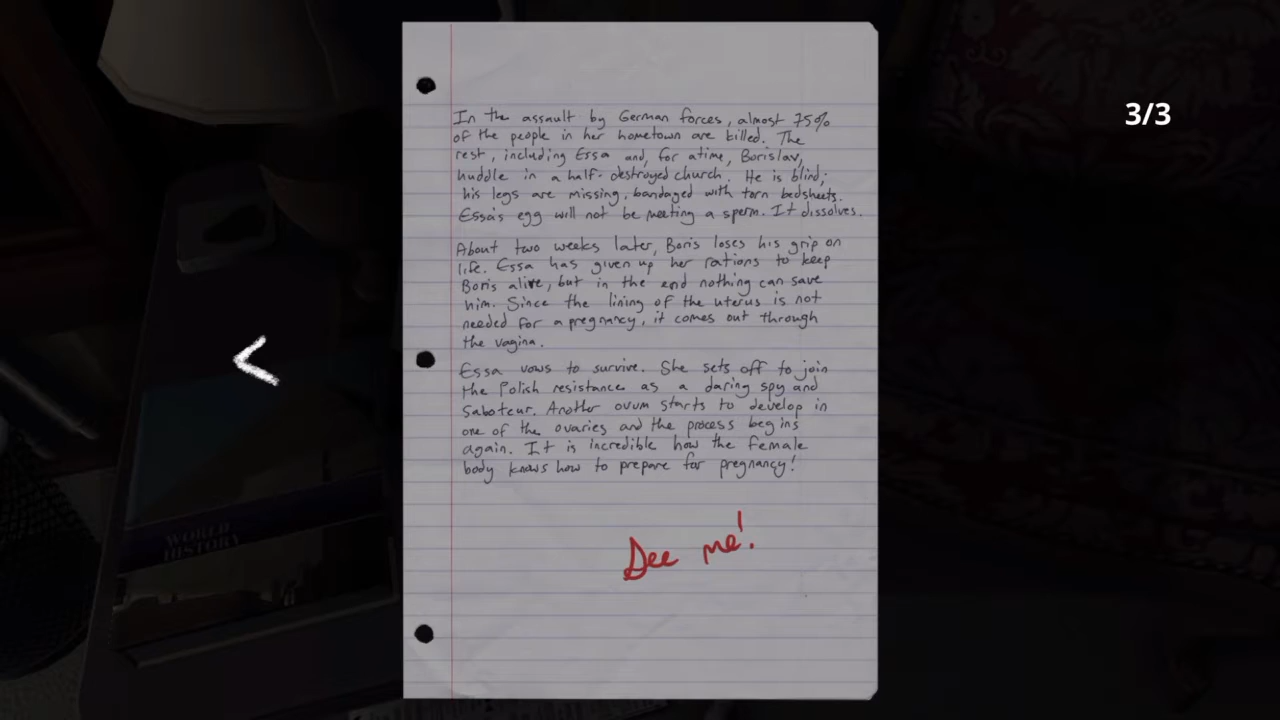 3/3
In the assault by German forces, almost 75%
of the people in her hometown are killed. The
rest, including Essa and, for atime, Borislav,
huddle in a half-destroyed church. He is blind;
his legs are missing, bandaged with torn bedsheets.
Essa's egg will not be meeting a sperm. It dissolves.
About two weeks later, Boris loses his grip on
life. Essa has given up her rations to keep
Boris alive, but in the end nothing can save
him. Since the lining of the uterus is not
needed for a pregnancy, it comes out through
the vagina.
Essa vows to survive. She sets off to join
the Polish resistance as a daring spy and
saboteur. Another ovum starts to develop in
one of the ovaries and the process begins
again. It is incredible how the female
body knows how to prepare for pregnancy!
See me!
WORLD
HISTORY